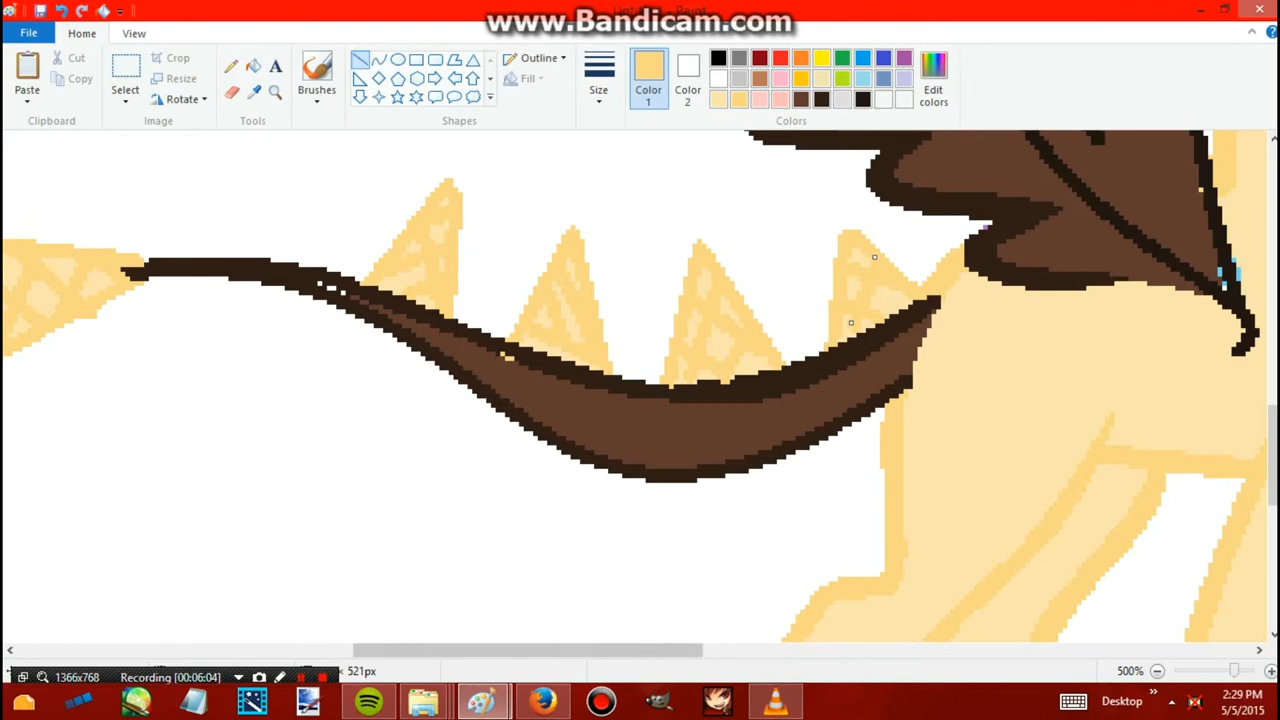 www.Bandicam.com
File
Home
View
Paste
Cut
Copy
Clipboard
Select
Crop
Resize
Rotate
Image
Tools
Brushes
Shapes
Outline
Fill
Size
Color 1
Color 2
Colors
Edit colors
1366x768
Recording [00:06:04]
× 521px
500%
Desktop
2:29 PM
5/5/2015